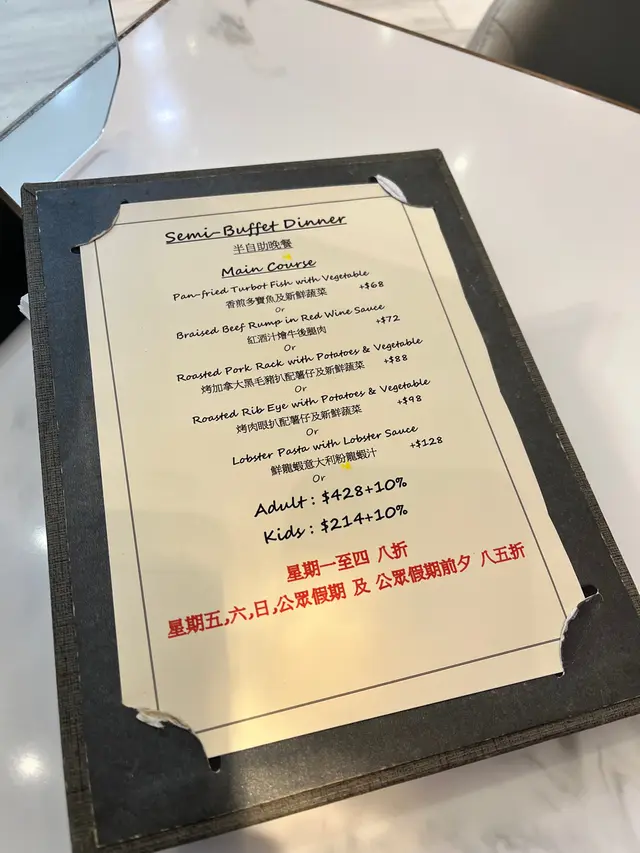 Semi-Buffet Dinner
半自助晚餐
Main Course
Pan-fried Turbot Fish with Vegetable
香煎多寶魚及新鮮蔬菜 +$68
Or
Braised Beef Rump in Red Wine Sauce
紅酒汁燴牛後腿肉 +$72
Or
Roasted Pork Rack with Potatoes & Vegetable
烤加拿大黑毛豬扒配薯仔及新鮮蔬菜 +$88
Or
Roasted Rib Eye with Potatoes & Vegetable
烤肉眼扒配薯仔及新鮮蔬菜 +$98
Or
Lobster Pasta with Lobster Sauce
鮮龍蝦意大利粉龍蝦汁 +$128
Or
Adult : $428+10%
Kids : $214+10%
星期一至四 八折
星期五,六,日,公眾假期 及 公眾假期前夕 八五折